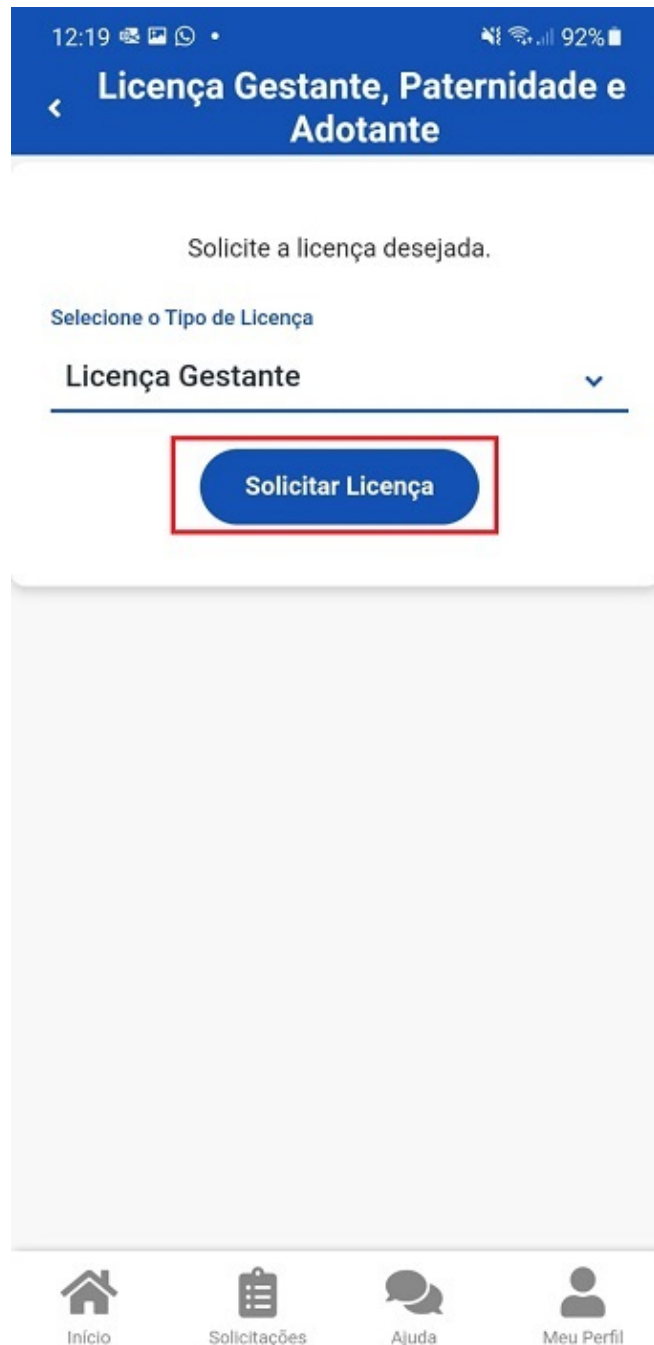 12:19 92%
Licença Gestante, Paternidade e
Adotante
Solicite a licença desejada.
Selecione o Tipo de Licença
Licença Gestante
Solicitar Licença
Início Solicitações Ajuda Meu Perfil